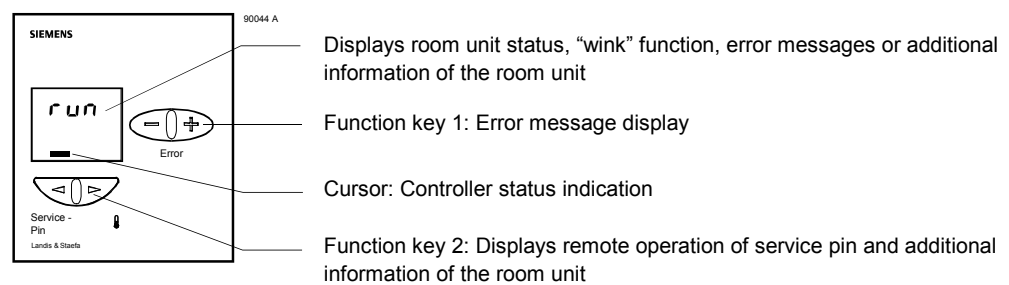 90044 A
SIEMENS
Displays room unit status, “wink” function, error messages or additional
information of the room unit
run
− +
Function key 1: Error message display
Error
Cursor: Controller status indication
Service -
Pin
Landis & Staefa
Function key 2: Displays remote operation of service pin and additional
information of the room unit